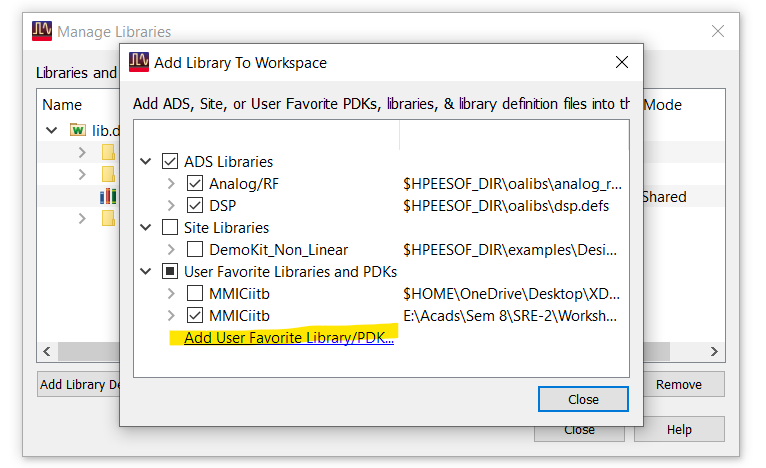 Manage Libraries
Add Library To Workspace
Libraries and
Add ADS, Site, or User Favorite PDKs, libraries, & library definition files into th
Name
Mode
lib.d
ADS Libraries
Analog/RF $HPEESOF_DIR\oalibs\analog_r...
DSP $HPEESOF_DIR\oalibs\dsp.defs
Shared
Site Libraries
DemoKit_Non_Linear $HPEESOF_DIR\examples\Desi...
User Favorite Libraries and PDKs
MMICiitb $HOME\OneDrive\Desktop\XD...
MMICiitb E:\Acads\Sem 8\SRE-2\Worksh...
Add User Favorite Library/PDK...
Add Library De
Remove
Close
Close
Help